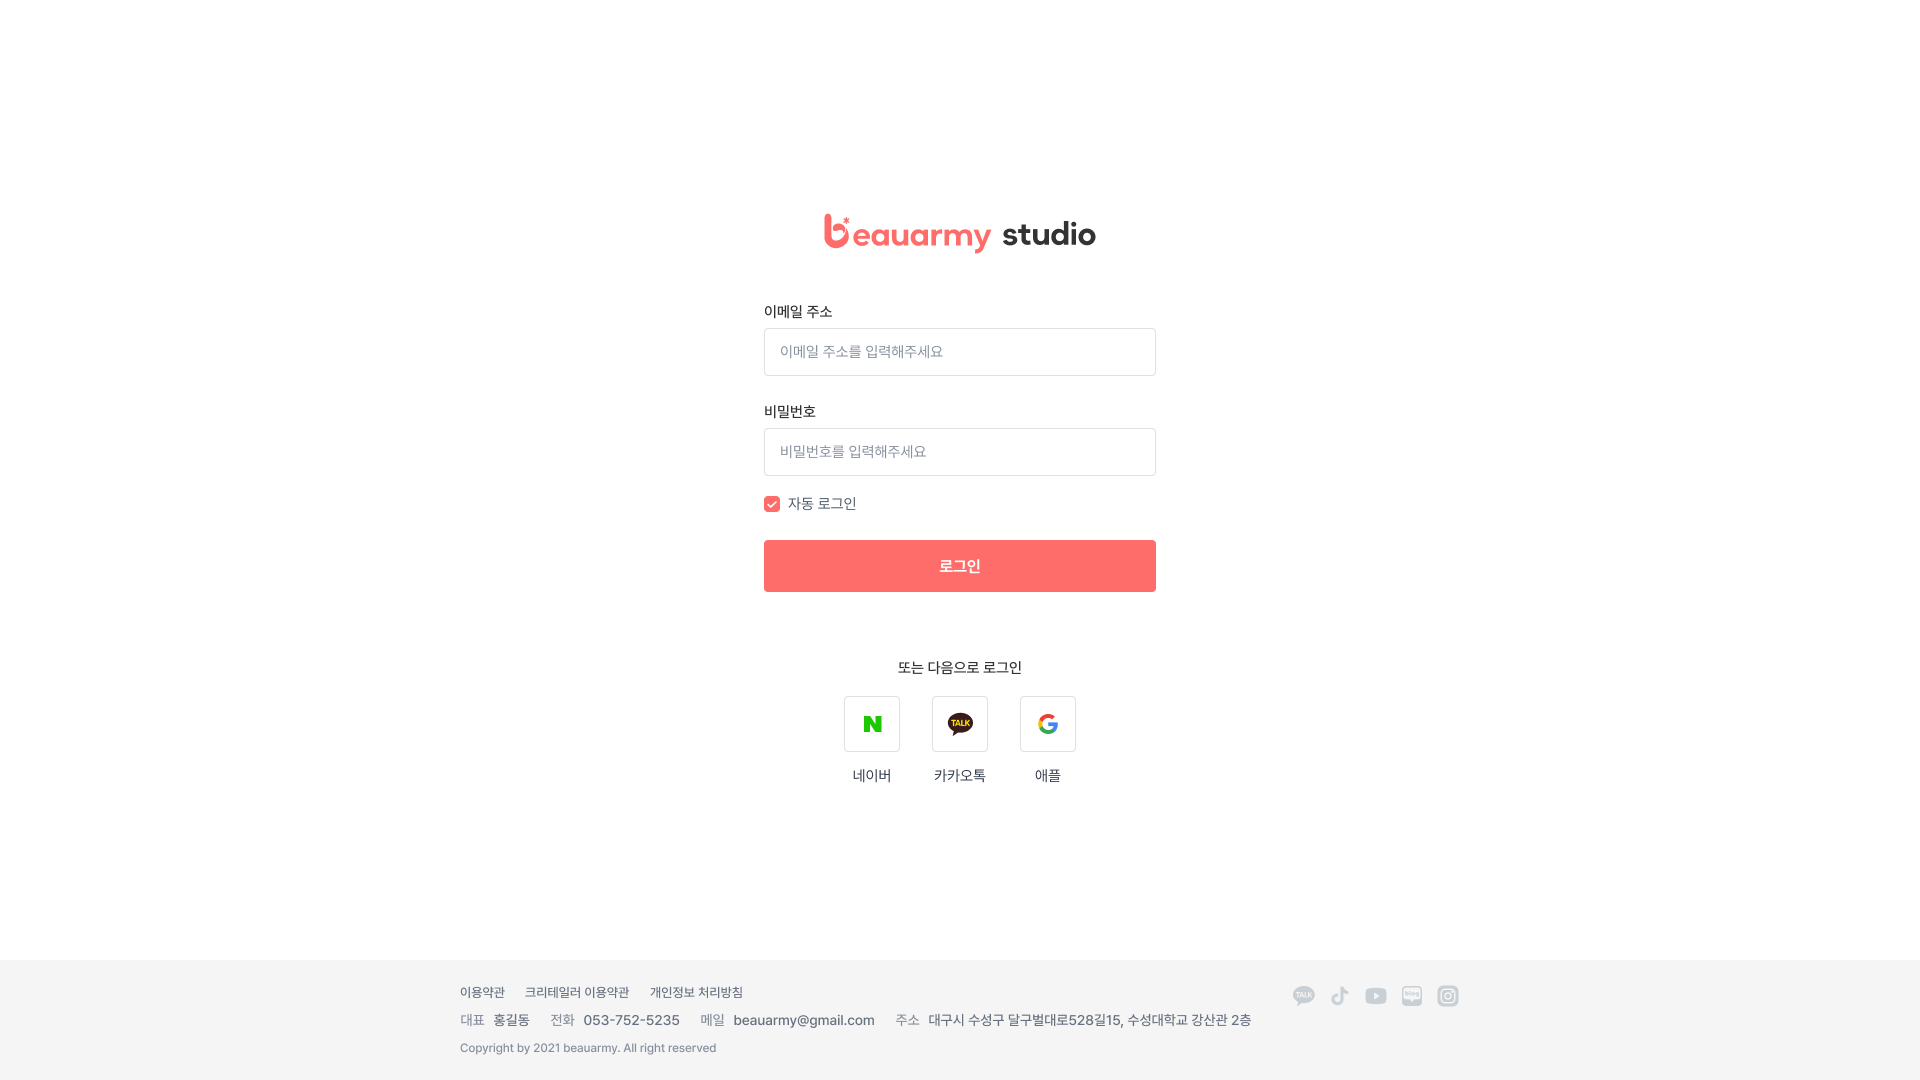 beauarmy studio
이메일 주소
이메일 주소를 입력해주세요
비밀번호
비밀번호를 입력해주세요
자동 로그인
로그인
또는 다음으로 로그인
N TALK G
네이버 카카오톡 애플
이용약관 크리테일러 이용약관 개인정보 처리방침
TALK blog
대표 홍길동 전화 053-752-5235 메일 beauarmy@gmail.com 주소 대구시 수성구 달구벌대로528길15, 수성대학교 강산관 2층
Copyright by 2021 beauarmy. All right reserved